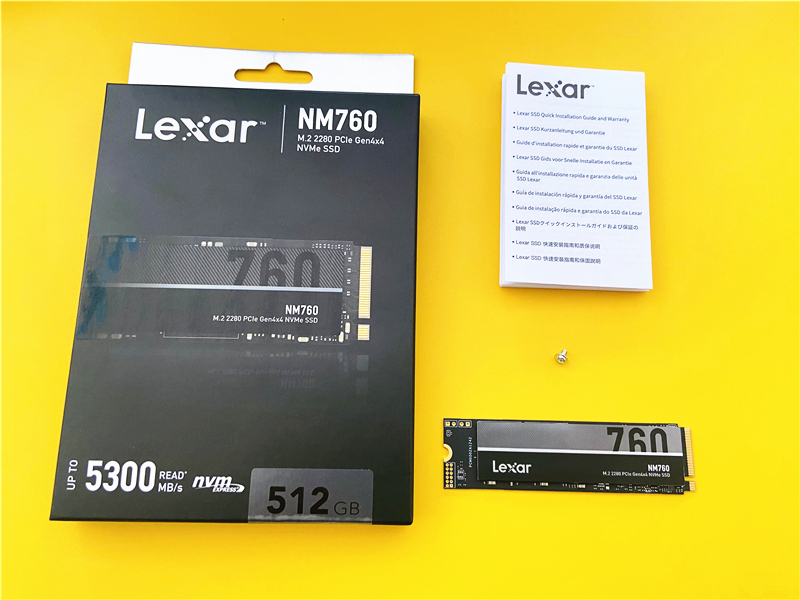 Lexar™
NM760
M.2 2280 PCIe Gen4x4
NVMe SSD
760
NM760
M.2 2280 PCIe Gen4x4 NVMe SSD
UP TO 5300 READ*
MB/s
nvm
EXPRESS
512 GB
Lexar™
• Lexar SSD Quick Installation Guide and Warranty
• Lexar SSD Kurzanleitung und Garantie
• Guide d'installation rapide et garantie du SSD Lexar
• Lexar SSD Gids voor Snelle Installatie en Garantie
• Guida all'installazione rapida e garanzia delle unità
SSD Lexar
• Guía de instalación rápida y garantía del SSD Lexar
• Guia de instalação rápida e garantia do SSD da Lexar
• Lexar SSDクイックインストールガイドおよび保証の
説明
• Lexar SSD 快速安装指南和质保说明
• Lexar SSD 快速安裝指南和保固說明
760
Lexar
NM760
M.2 2280 PCIe Gen4x4 NVMe SSD